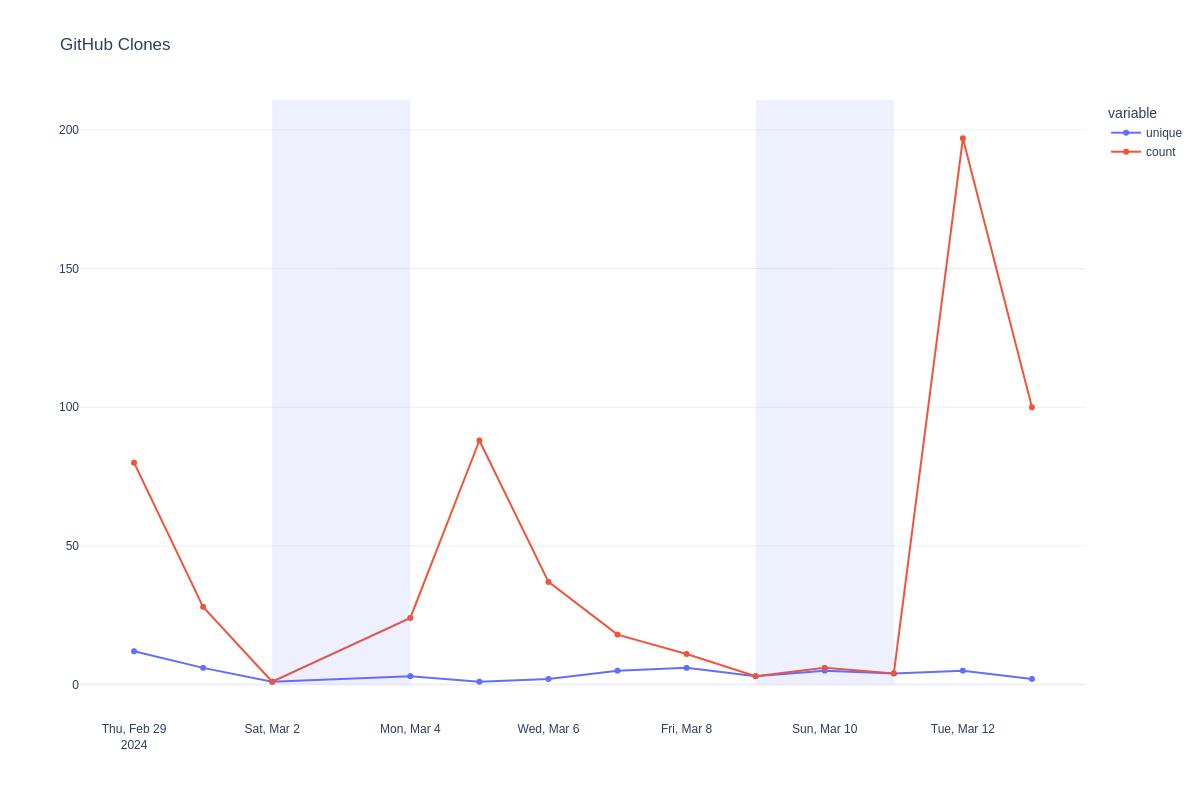 GitHub Clones
variable
unique
count
200
150
100
50
0
Thu, Feb 29
2024
Sat, Mar 2
Mon, Mar 4
Wed, Mar 6
Fri, Mar 8
Sun, Mar 10
Tue, Mar 12